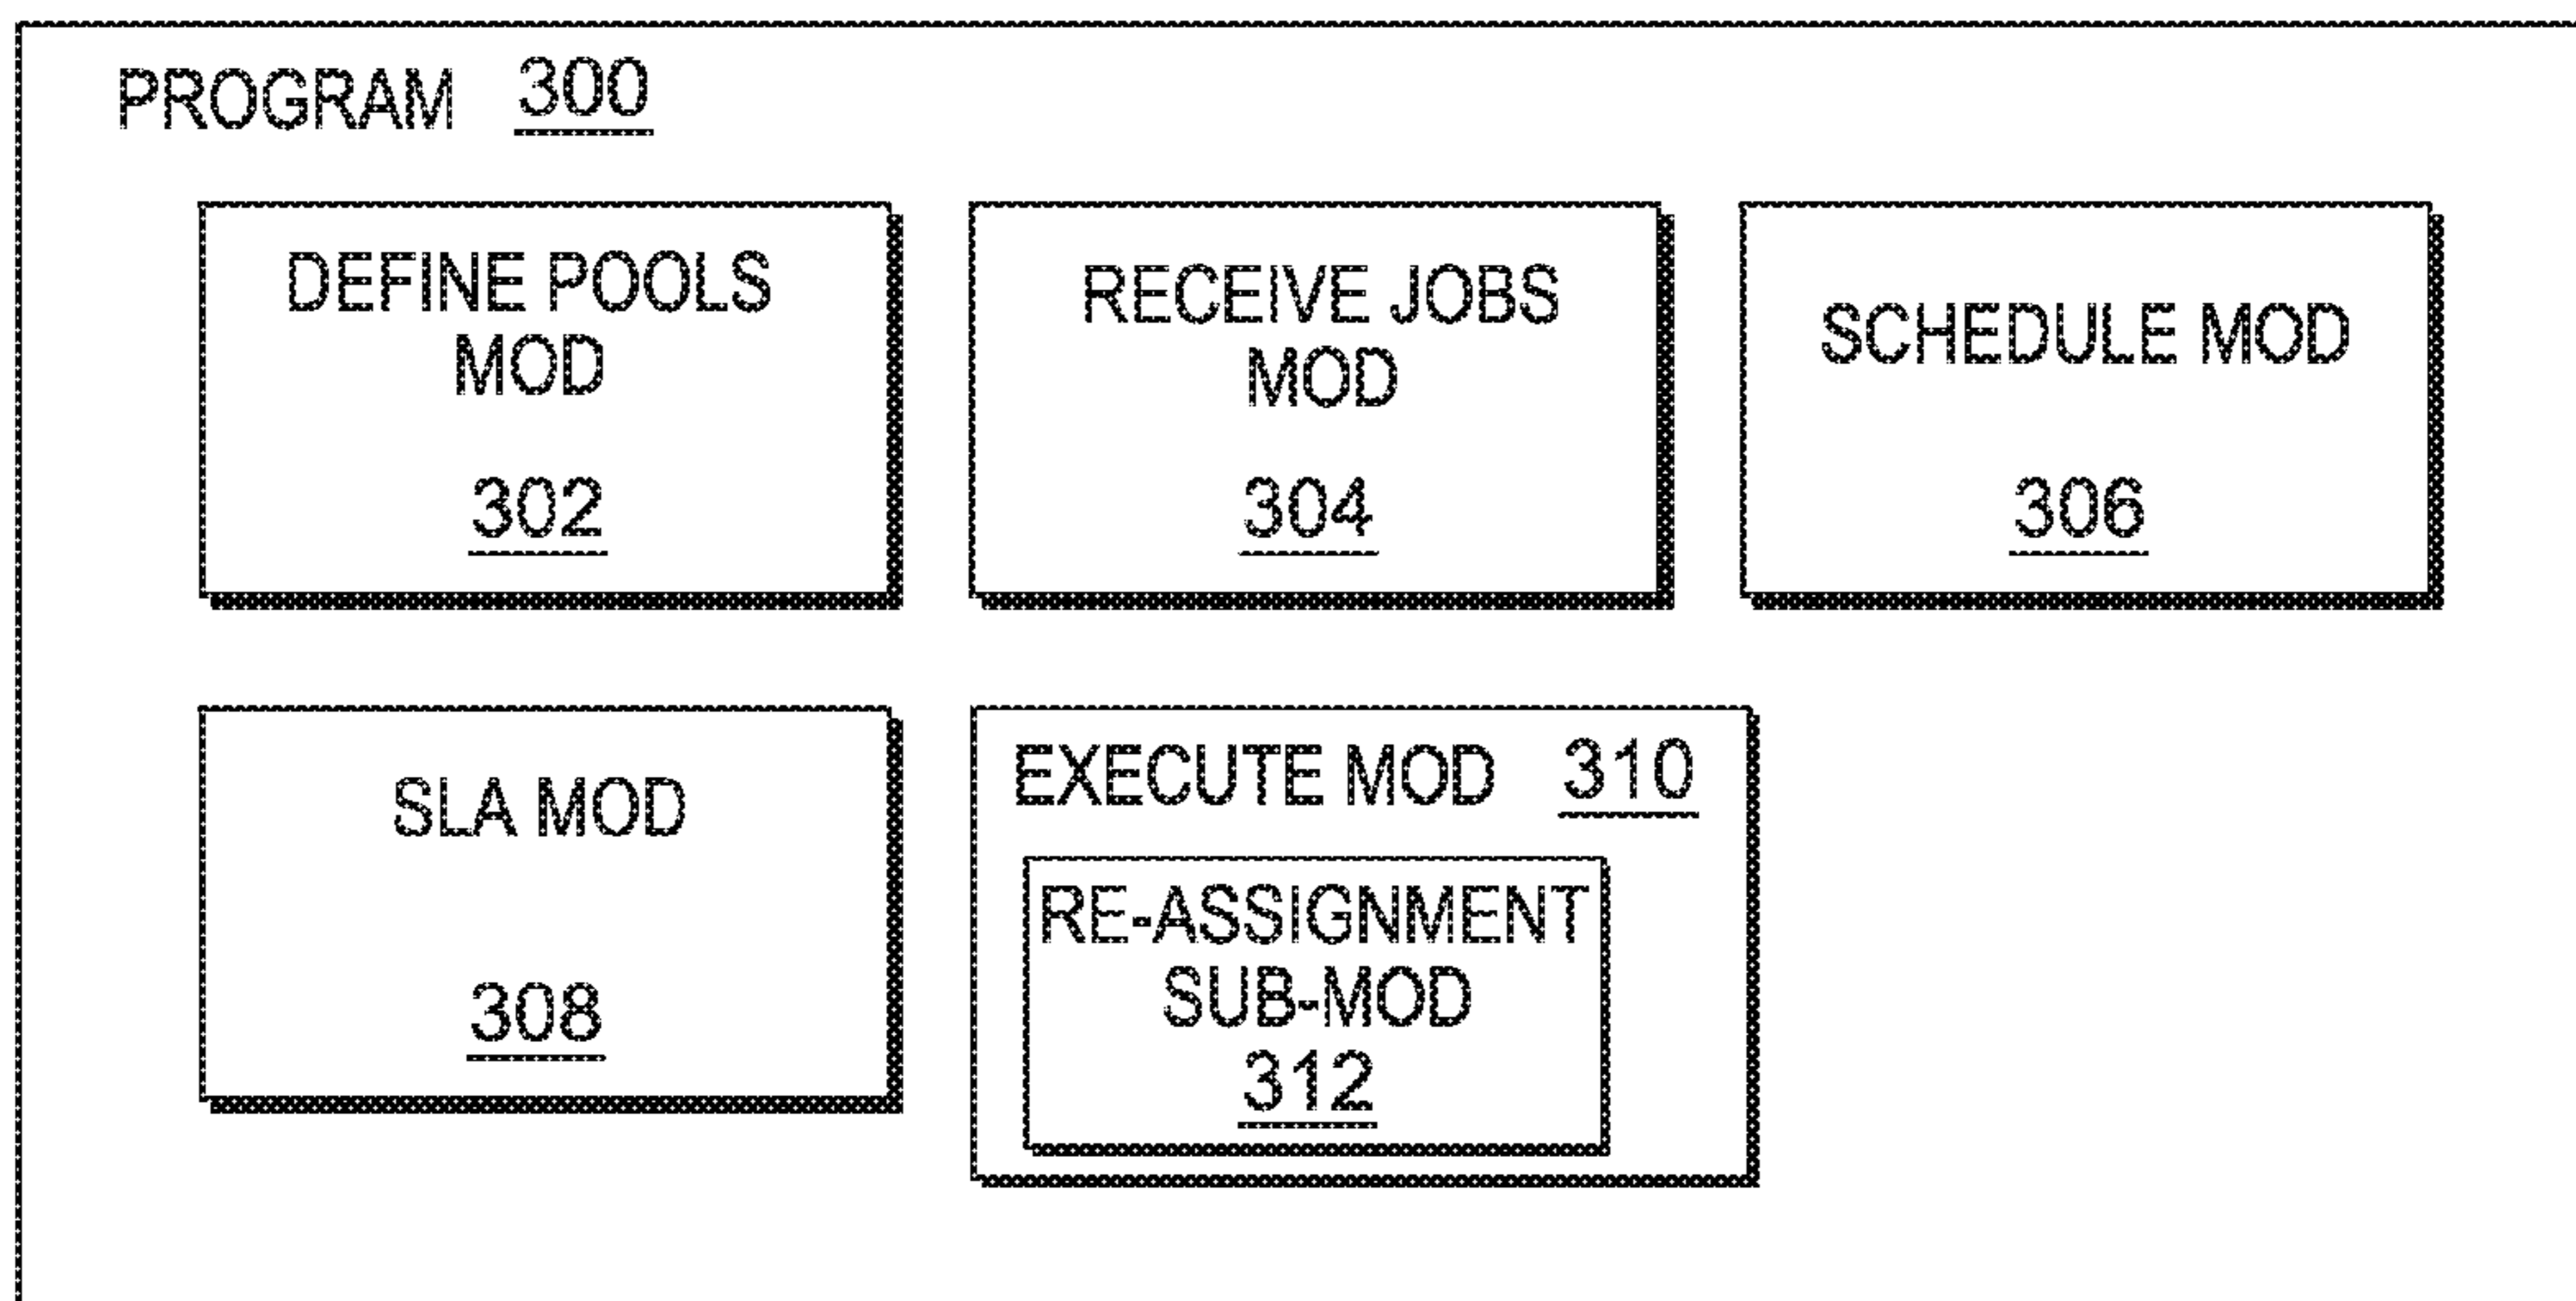 PROGRAM 300
DEFINE POOLS
MOD
302
RECEIVE JOBS
MOD
304
SCHEDULE MOD
306
SLA MOD
308
EXECUTE MOD 310
RE-ASSIGNMENT
SUB-MOD
312